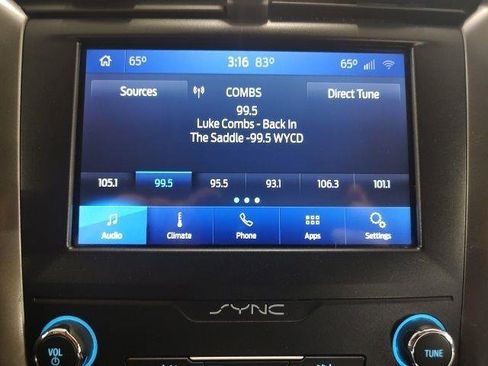 65° 3:16 83° 65°
Sources COMBS Direct Tune
99.5
Luke Combs - Back In
The Saddle -99.5 WYCD
105.1 99.5 95.5 93.1 106.3 101.1
Audio Climate Phone Apps Settings
SYNC
VOL TUNE